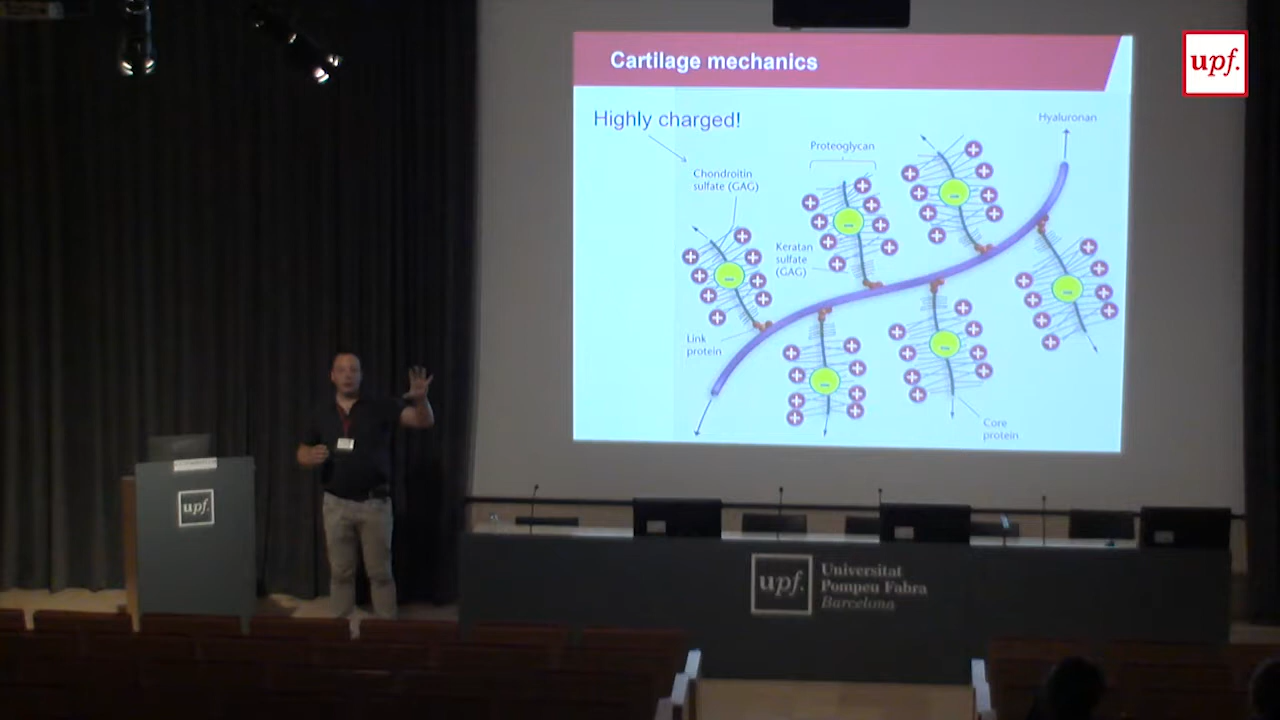 Cartilage mechanics
Highly charged!
Hyaluronan
Proteoglycan
Chondroitin
sulfate (GAG)
Keratan
sulfate
(GAG)
Link
protein
Core
protein
upf.
upf.
upf.
Universitat
Pompeu Fabra
Barcelona